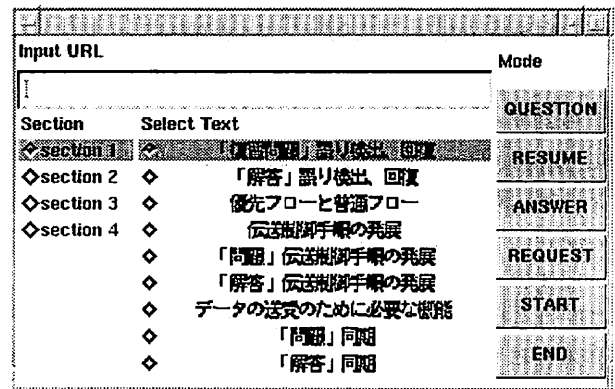 Input URL
Mode
QUESTION
Section Select Text
section 1 「復習問題」誤り検出、回復
RESUME
section 2 「解答」誤り検出、回復
section 3 優先フローと普通フロー
ANSWER
section 4 伝送制御手順の発展
「問題」伝送制御手順の発展
REQUEST
「解答」伝送制御手順の発展
データの送受のために必要な機能
START
「問題」同期
「解答」同期
END